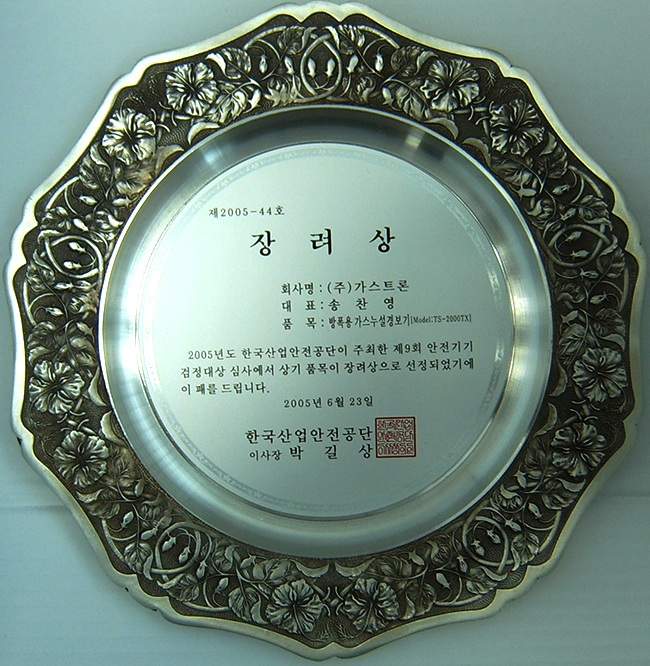 제2005-44호
장 려 상
회사명 : (주)가스트론
대 표 : 송 찬 영
품 목 : 방폭용 가스누설경보기(Model:TS-2000TX)
2005년도 한국산업안전공단이 주최한 제9회 안전기기
검정대상 심사에서 상기 품목이 장려상으로 선정되었기에
이 패를 드립니다.
2005년 6월 23일
한국산업안전공단
이사장 박 길 상